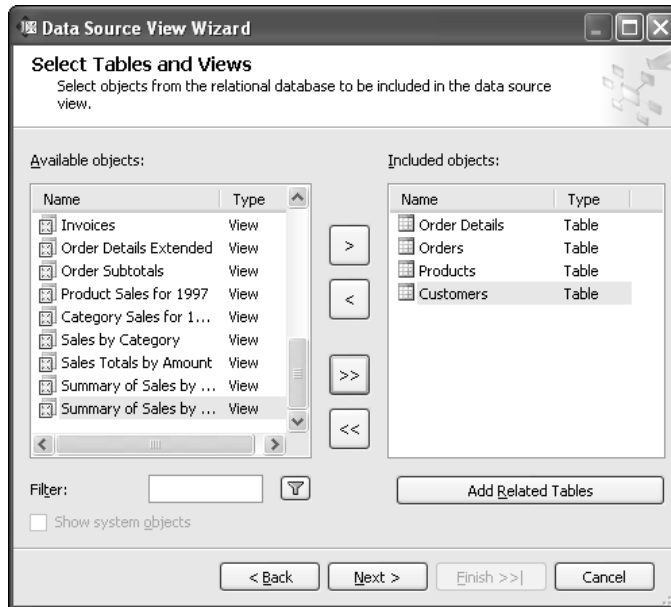 Data Source View Wizard
Select Tables and Views
Select objects from the relational database to be included in the data source
view.
Available objects:
Name Type
Invoices View
Order Details Extended View
Order Subtotals View
Product Sales for 1997 View
Category Sales for 1... View
Sales by Category View
Sales Totals by Amount View
Summary of Sales by ... View
Summary of Sales by ... View
>
<
>>
<<
Included objects:
Name Type
Order Details Table
Orders Table
Products Table
Customers Table
Filter:
Add Related Tables
Show system objects
< Back Next > Finish >>| Cancel